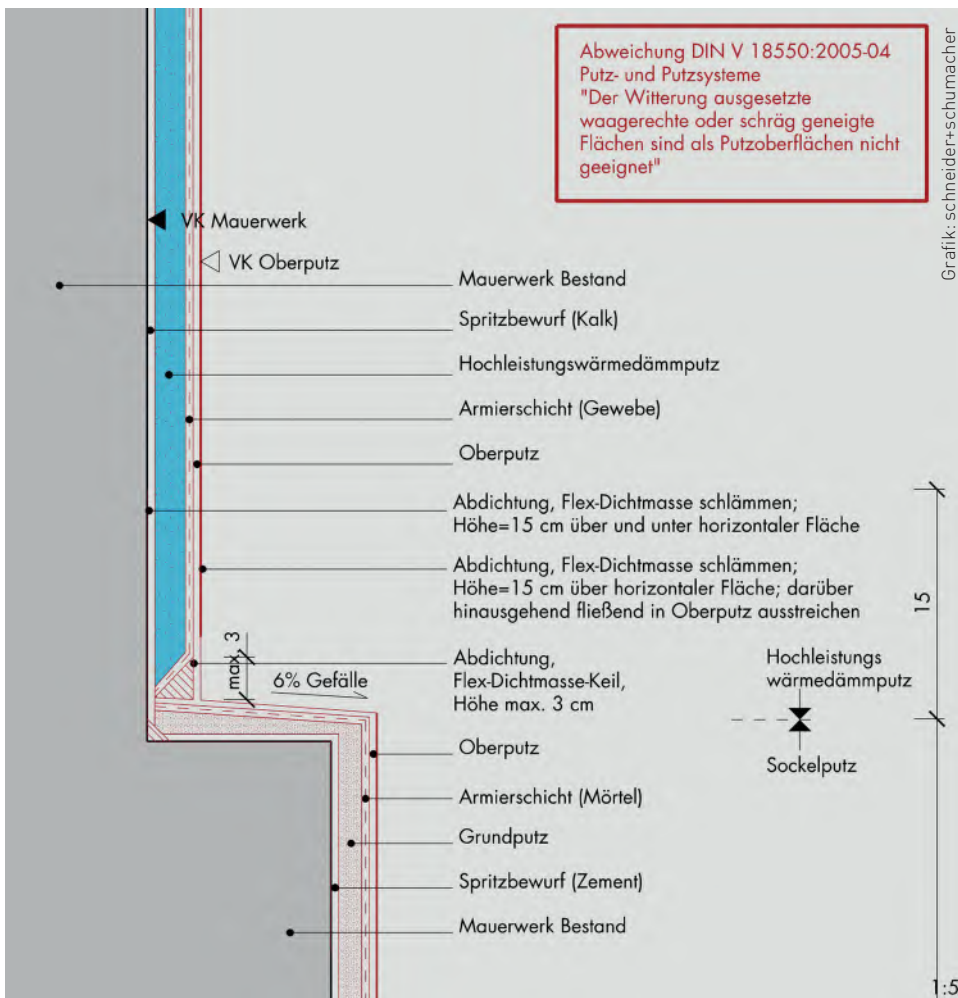 Abweichung DIN V 18550:2005-04
Putz- und Putzsysteme
"Der Witterung ausgesetzte
waagerechte oder schräg geneigte
Flächen sind als Putzoberflächen nicht
geeignet"
Grafik: schneider+schumacher
VK Mauerwerk
VK Oberputz
Mauerwerk Bestand
Spritzbewurf (Kalk)
Hochleistungswärmedämmputz
Armierschicht (Gewebe)
Oberputz
Abdichtung, Flex-Dichtmasse schlämmen;
Höhe=15 cm über und unter horizontaler Fläche
Abdichtung, Flex-Dichtmasse schlämmen;
Höhe=15 cm über horizontaler Fläche; darüber
hinausgehend fließend in Oberputz ausstreichen
15
max. 3
6% Gefälle
Abdichtung,
Flex-Dichtmasse-Keil,
Höhe max. 3 cm
Hochleistungs
wärmedämmputz
Sockelputz
Oberputz
Armierschicht (Mörtel)
Grundputz
Spritzbewurf (Zement)
Mauerwerk Bestand
1:5